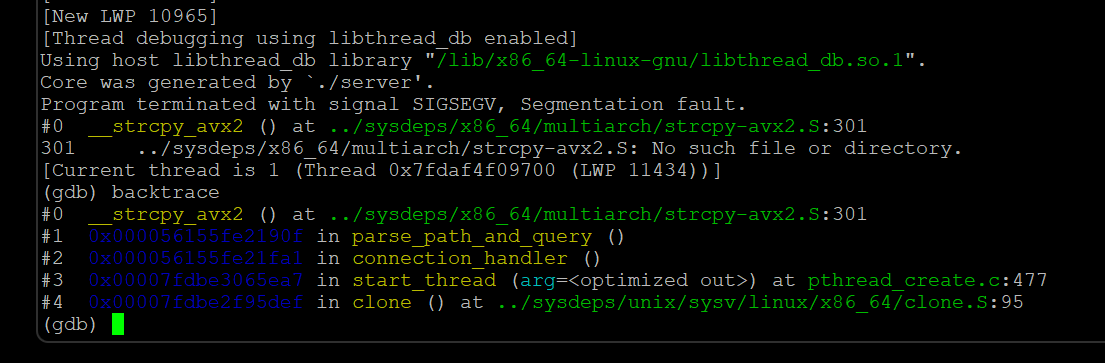 [New LWP 10965]
[Thread debugging using libthread_db enabled]
Using host libthread_db library "/lib/x86_64-linux-gnu/libthread_db.so.1".
Core was generated by `./server'.
Program terminated with signal SIGSEGV, Segmentation fault.
#0  __strcpy_avx2 () at ../sysdeps/x86_64/multiarch/strcpy-avx2.S:301
301     ../sysdeps/x86_64/multiarch/strcpy-avx2.S: No such file or directory.
[Current thread is 1 (Thread 0x7fdaf4f09700 (LWP 11434))]
(gdb) backtrace
#0  __strcpy_avx2 () at ../sysdeps/x86_64/multiarch/strcpy-avx2.S:301
#1  0x000056155fe2190f in parse_path_and_query ()
#2  0x000056155fe21fa1 in connection_handler ()
#3  0x00007fdbe3065ea7 in start_thread (arg=<optimized out>) at pthread_create.c:477
#4  0x00007fdbe2f95def in clone () at ../sysdeps/unix/sysv/linux/x86_64/clone.S:95
(gdb)